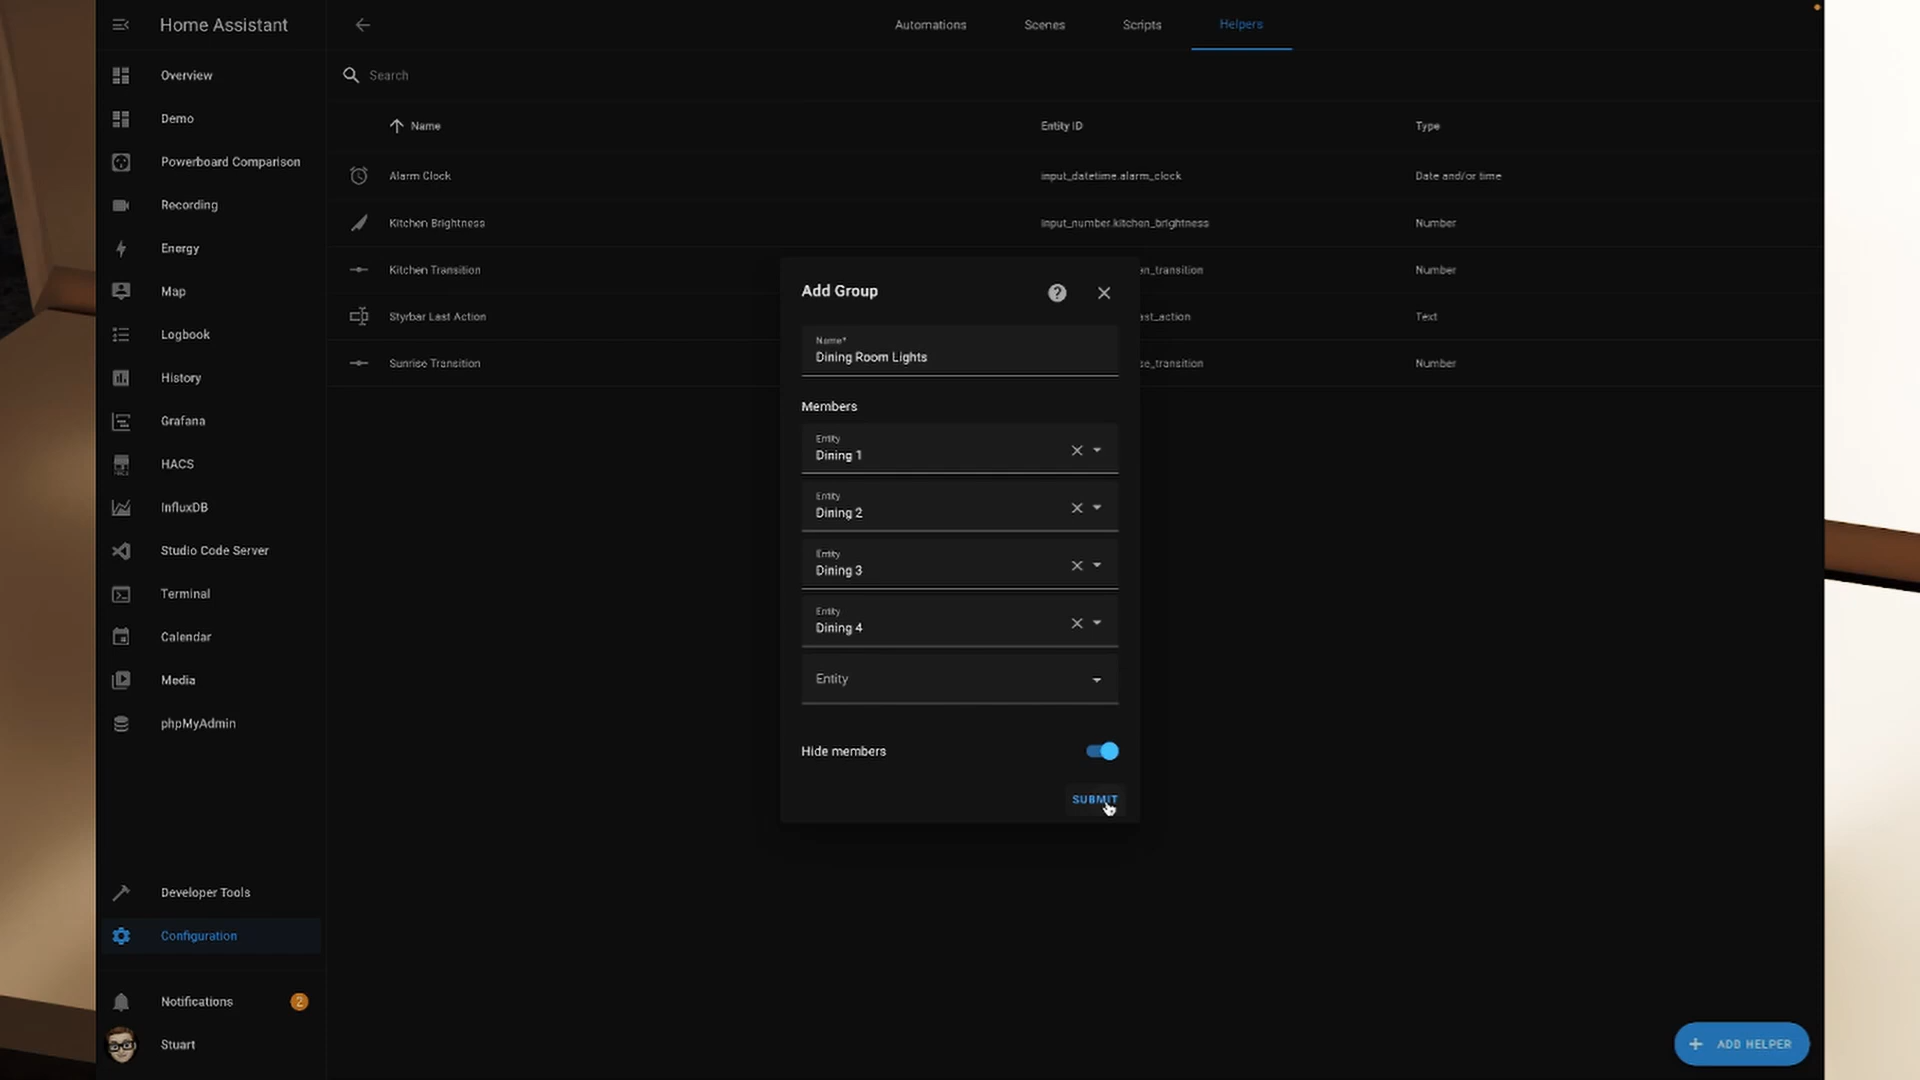 Home Assistant
Automations
Scenes
Scripts
Helpers
Overview
Demo
Powerboard Comparison
Recording
Energy
Map
Logbook
History
Grafana
HACS
InfluxDB
Studio Code Server
Terminal
Calendar
Media
phpMyAdmin
Developer Tools
Configuration
Notifications
2
Stuart
Search
Name
Entity ID
Type
Alarm Clock
input_datetime.alarm_clock
Date and/or time
Kitchen Brightness
input_number.kitchen_brightness
Number
Kitchen Transition
en_transition
Number
Styrbar Last Action
ast_action
Text
Sunrise Transition
se_transition
Number
Add Group
?
Name*
Dining Room Lights
Members
Entity
Dining 1
Entity
Dining 2
Entity
Dining 3
Entity
Dining 4
Entity
Hide members
SUBMIT
ADD HELPER